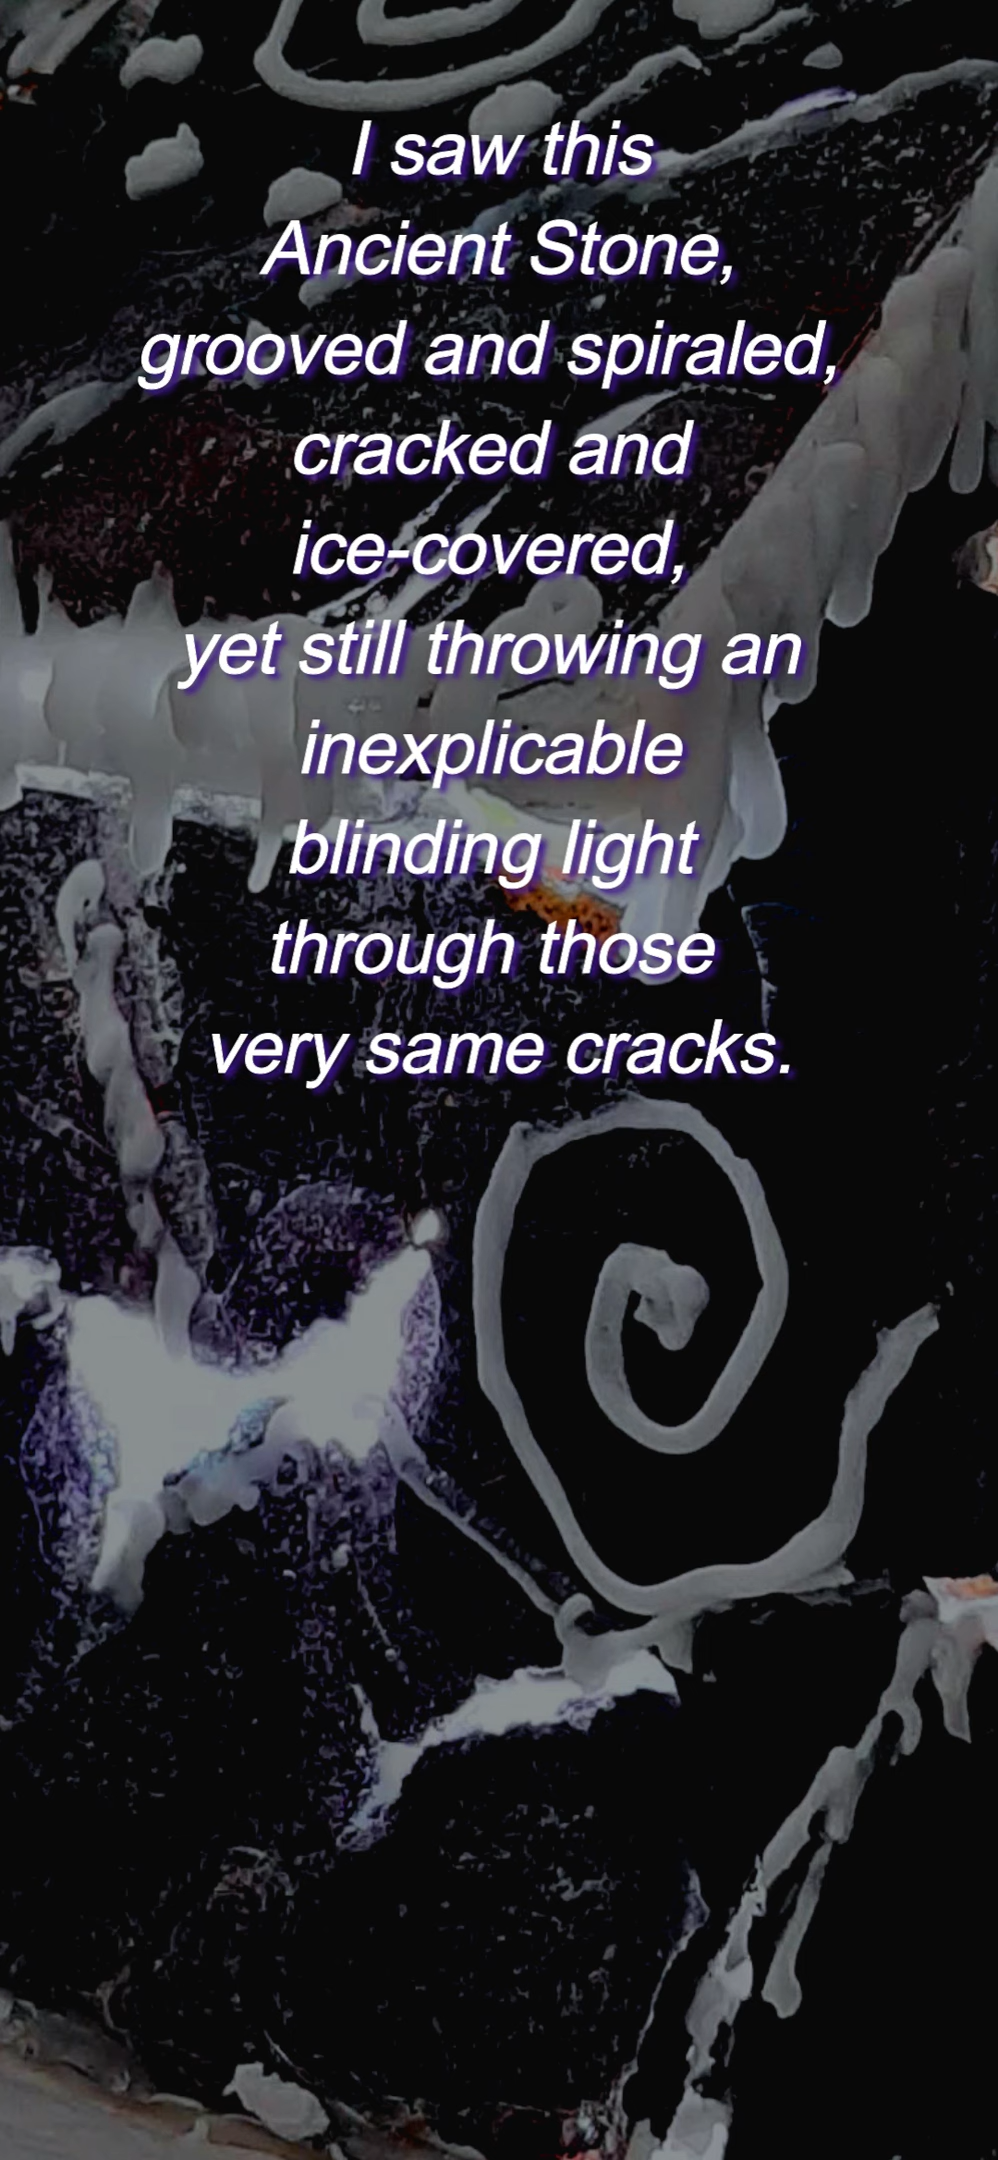 I saw this
Ancient Stone,
grooved and spiraled,
cracked and
ice-covered,
yet still throwing an
inexplicable
blinding light
through those
very same cracks.